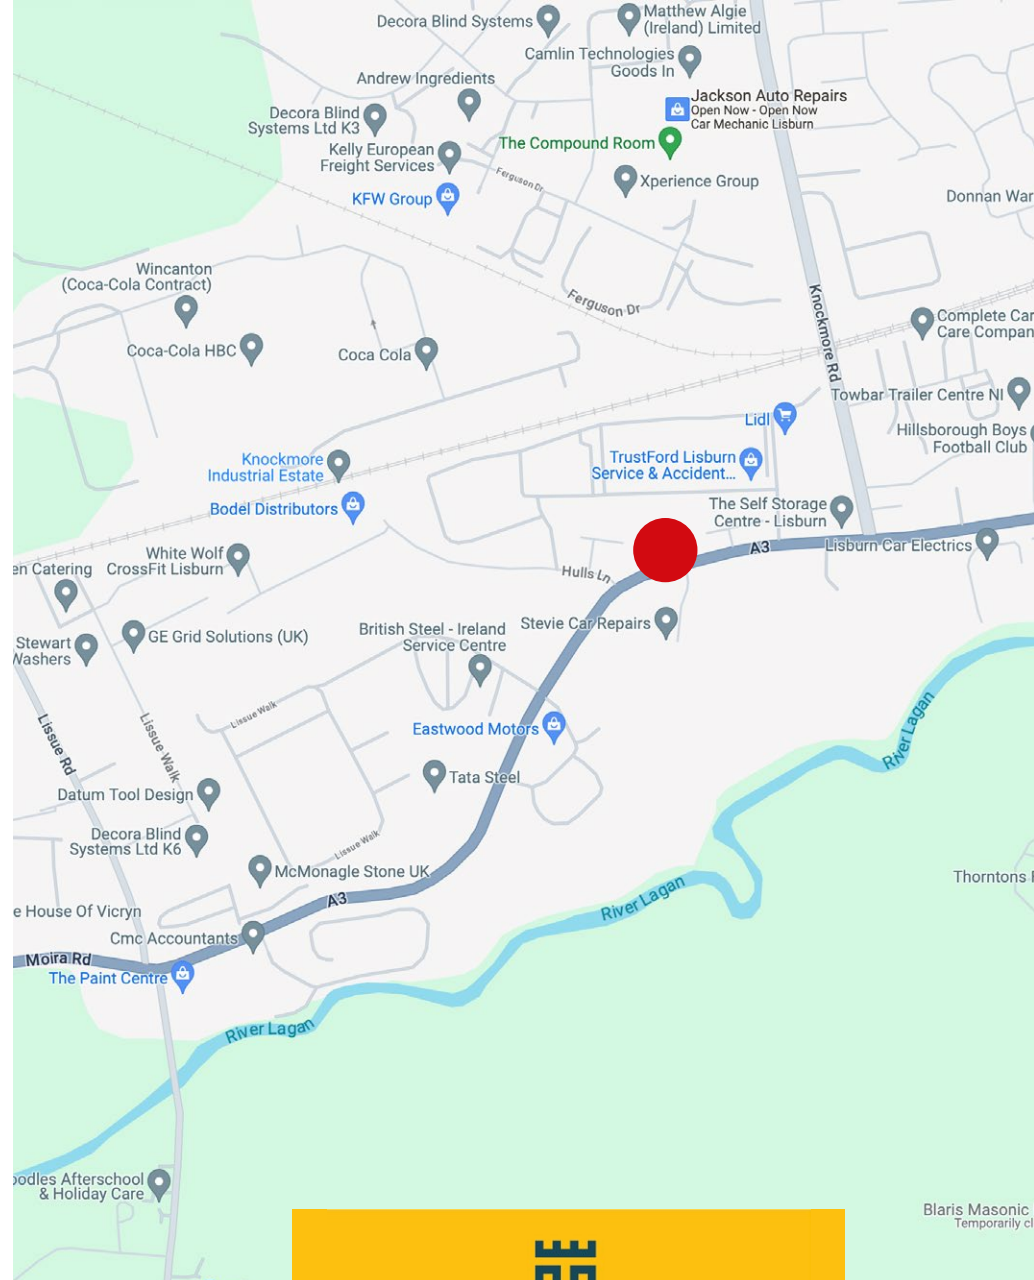 Decora Blind Systems
Matthew Algie
(Ireland) Limited
Camlin Technologies
Goods In
Andrew Ingredients
Jackson Auto Repairs
Open Now - Open Now
Car Mechanic Lisburn
Decora Blind
Systems Ltd K3
The Compound Room
Kelly European
Freight Services
Ferguson Dr
Xperience Group
KFW Group
Donnan War
Wincanton
(Coca-Cola Contract)
Ferguson Dr
Knockmore Rd
Complete Car
Care Compan
Coca-Cola HBC
Coca Cola
Towbar Trailer Centre NI
Lidl
Hillsborough Boys
Football Club
Knockmore
Industrial Estate
TrustFord Lisburn
Service & Accident...
Bodel Distributors
The Self Storage
Centre - Lisburn
A3
Lisburn Car Electrics
White Wolf
CrossFit Lisburn
en Catering
Hulls Ln
Stevie Car Repairs
GE Grid Solutions (UK)
British Steel - Ireland
Service Centre
Stewart
Washers
Lissue Walk
Lissue Rd
Lissue Walk
Eastwood Motors
River Lagan
Tata Steel
Datum Tool Design
Decora Blind
Systems Ltd K6
Lissue Walk
McMonagle Stone UK
Thorntons
River Lagan
A3
e House Of Vicryn
Cmc Accountants
Moira Rd
The Paint Centre
River Lagan
oodles Afterschool
& Holiday Care
Blaris Masonic
Temporarily cl